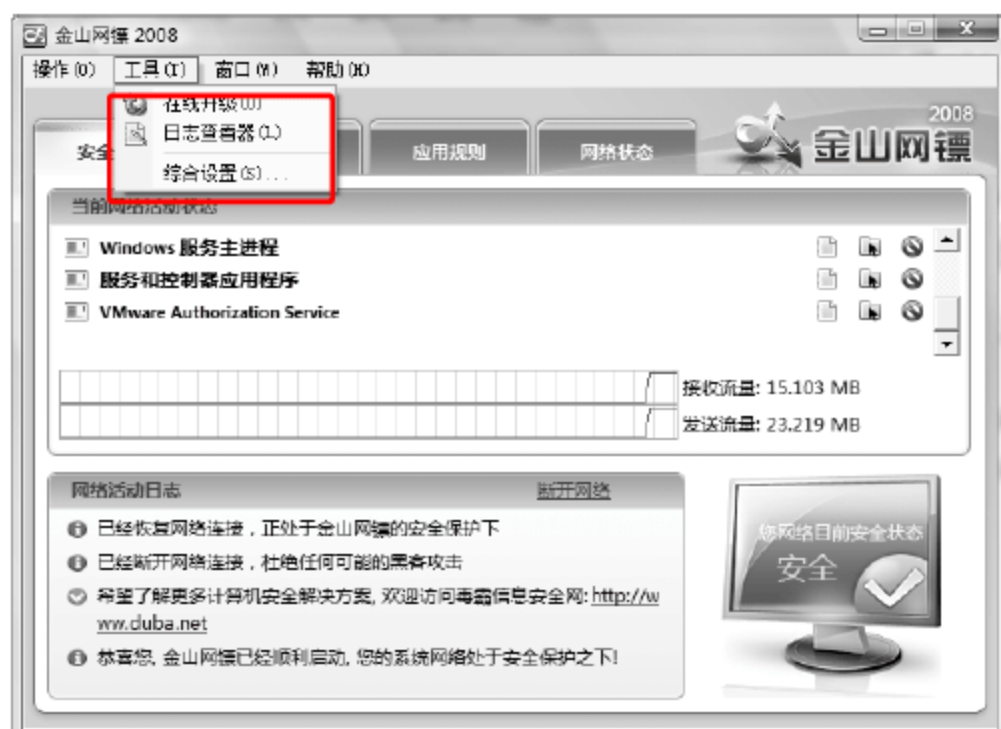 金山网镖 2008
操作(O) 工具(T) 窗口(W) 帮助(H)
在线升级(U)
日志查看器(L)
综合设置(S)...
安全
应用规则
网络状态
2008
金山网镖
当前网络活动状态
Windows 服务主进程
服务和控制器应用程序
VMware Authorization Service
接收流量: 15.103 MB
发送流量: 23.219 MB
网络活动日志 断开网络
已经恢复网络连接，正处于金山网镖的安全保护下
已经断开网络连接，杜绝任何可能的黑客攻击
希望了解更多计算机安全解决方案, 欢迎访问毒霸信息安全网: http://w
ww.duba.net
恭喜您, 金山网镖已经顺利启动, 您的系统网络处于安全保护之下!
您网络目前安全状态
安全